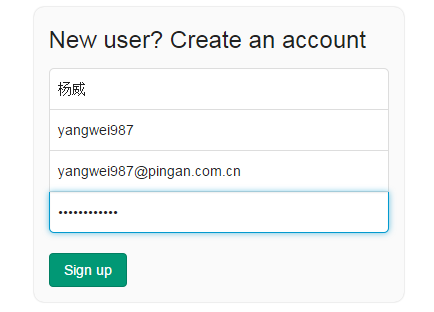 New user? Create an account
杨威
yangwei987
yangwei987@pingan.com.cn
••••••••••••
Sign up